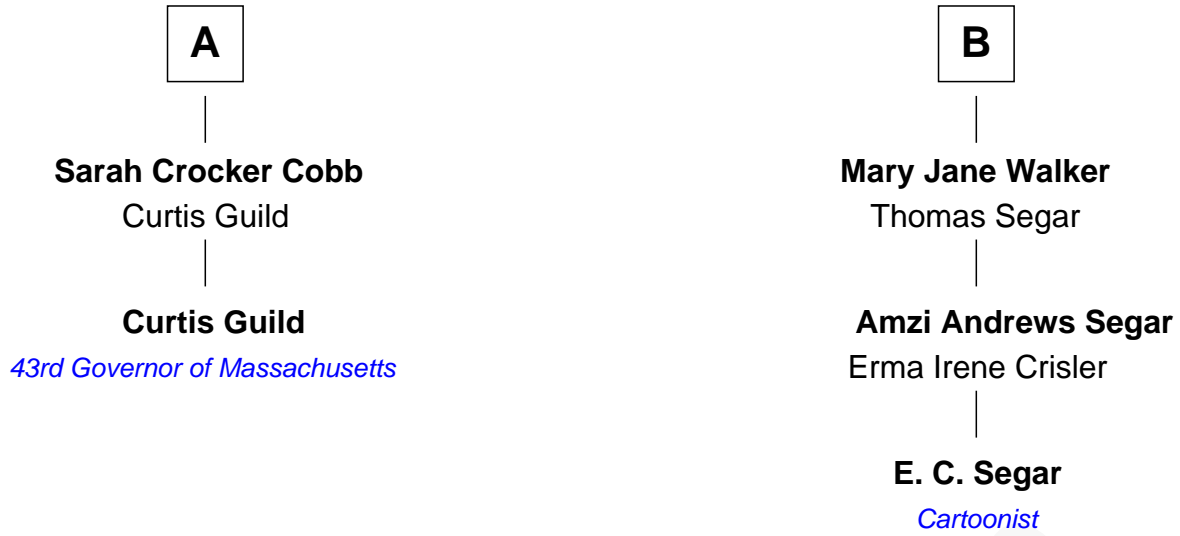 A
Sarah Crocker Cobb
Curtis Guild
Curtis Guild
43rd Governor of Massachusetts
B
Mary Jane Walker
Thomas Segar
Amzi Andrews Segar
Erma Irene Crisler
E. C. Segar
Cartoonist